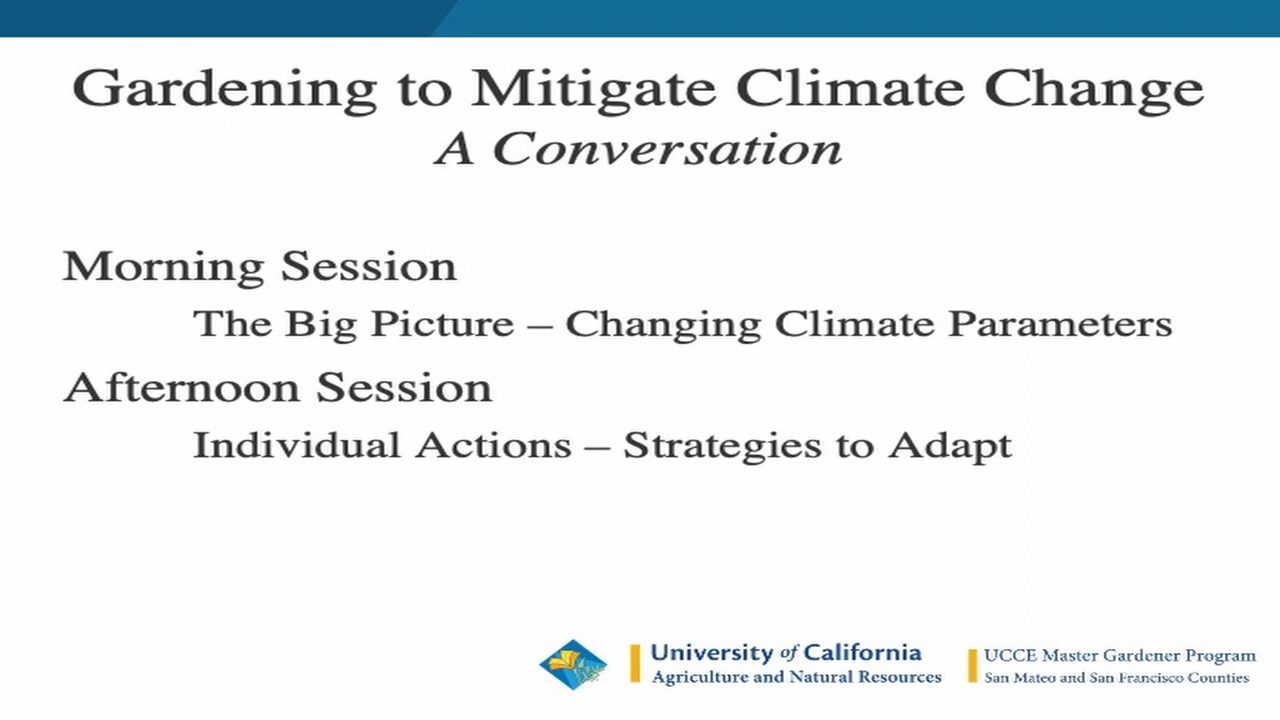 Gardening to Mitigate Climate Change
A Conversation
Morning Session
The Big Picture – Changing Climate Parameters
Afternoon Session
Individual Actions – Strategies to Adapt
University of California
Agriculture and Natural Resources
UCCE Master Gardener Program
San Mateo and San Francisco Counties